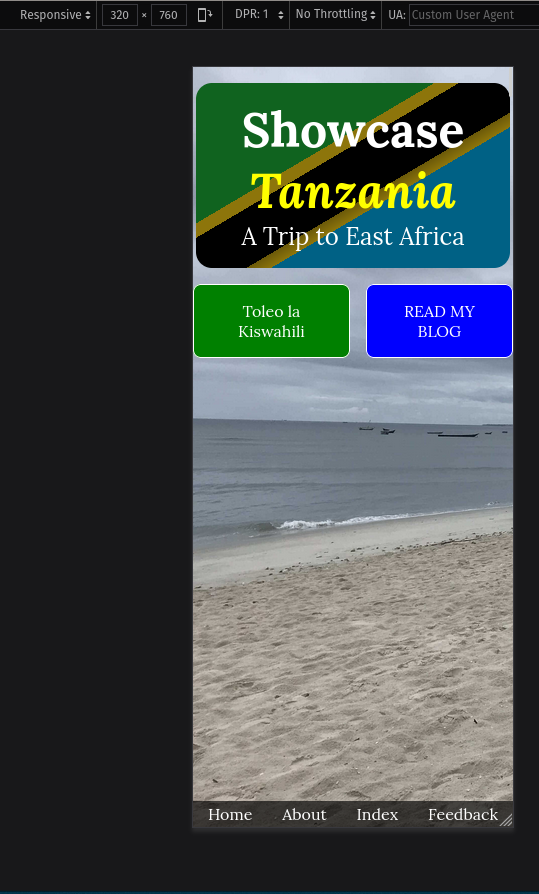 Responsive 320 × 760 DPR: 1 No Throttling UA: Custom User Agent
Showcase
Tanzania
A Trip to East Africa
Toleo la
Kiswahili
READ MY
BLOG
Home About Index Feedback